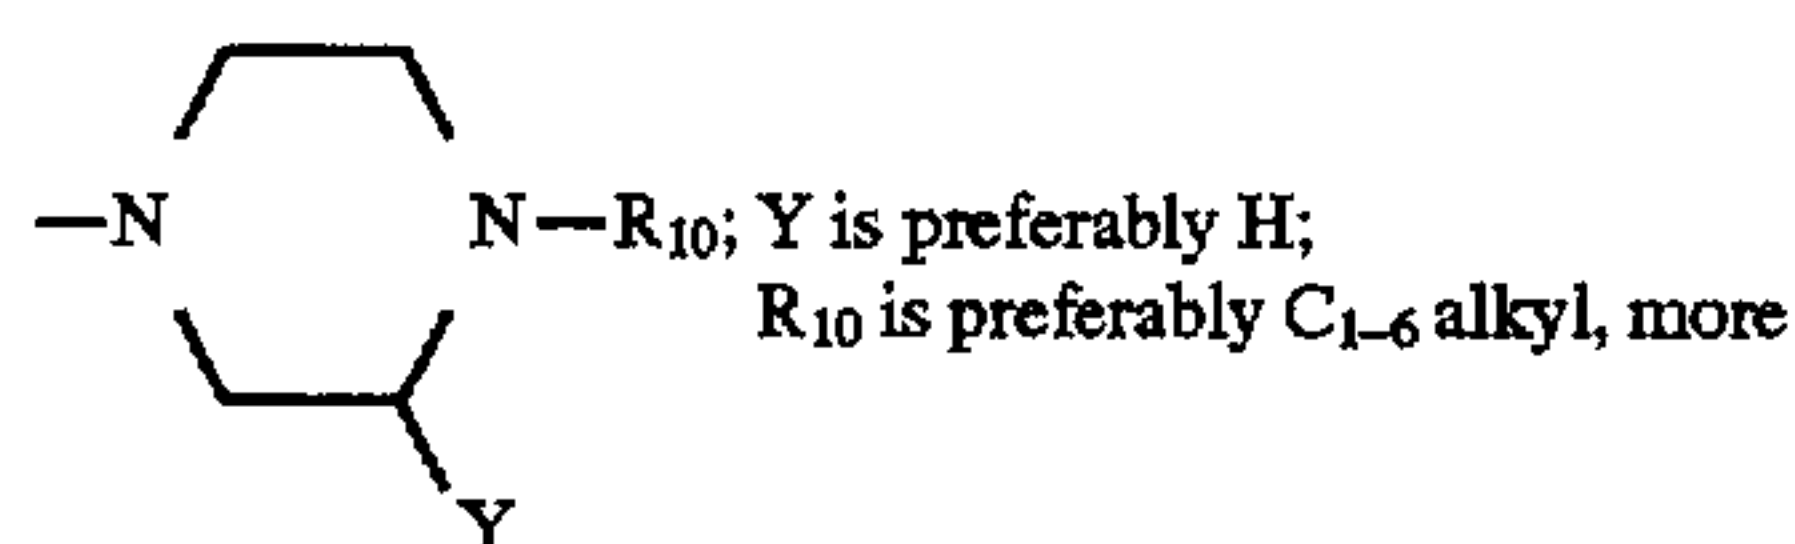 —N N—R10; Y is preferably H;
R10 is preferably C1–6 alkyl, more
Y